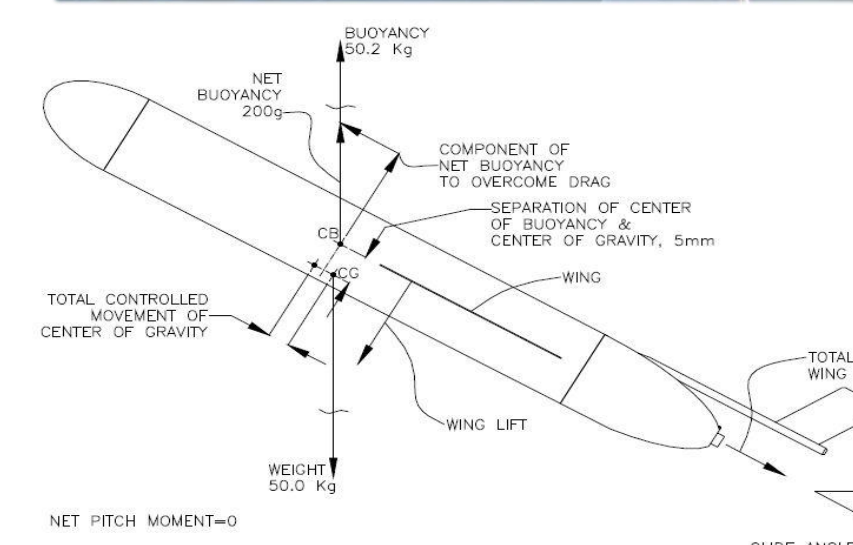 BUOYANCY
50.2 Kg
NET
BUOYANCY
200g
COMPONENT OF
NET BUOYANCY
TO OVERCOME DRAG
SEPARATION OF CENTER
OF BUOYANCY &
CENTER OF GRAVITY, 5mm
CB
CG
WING
TOTAL CONTROLLED
MOVEMENT OF
CENTER OF GRAVITY
TOTAL
WING
WING LIFT
WEIGHT
50.0 Kg
NET PITCH MOMENT=0